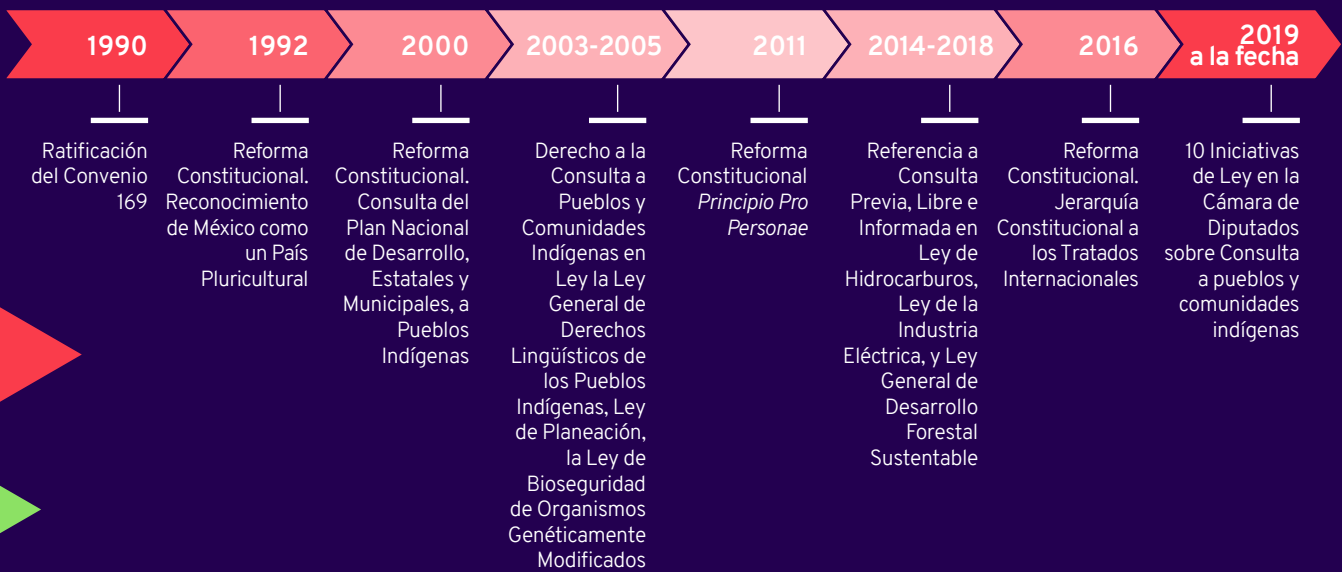 1990
Ratificación
del Convenio
169
1992
Reforma
Constitucional.
Reconocimiento
de México como
un País
Pluricultural
2000
Reforma
Constitucional.
Consulta del
Plan Nacional
de Desarrollo,
Estatales y
Municipales, a
Pueblos
Indígenas
2003-2005
Derecho a la
Consulta a
Pueblos y
Comunidades
Indígenas en
Ley la Ley
General de
Derechos
Lingüísticos de
los Pueblos
Indígenas, Ley
de Planeación,
la Ley de
Bioseguridad
de Organismos
Genéticamente
Modificados
2011
Reforma
Constitucional
Principio Pro
Personae
2014-2018
Referencia a
Consulta
Previa, Libre e
Informada en
Ley de
Hidrocarburos,
Ley de la
Industria
Eléctrica, y Ley
General de
Desarrollo
Forestal
Sustentable
2016
Reforma
Constitucional.
Jerarquía
Constitucional a
los Tratados
Internacionales
2019
a la fecha
10 Iniciativas
de Ley en la
Cámara de
Diputados
sobre Consulta
a pueblos y
comunidades
indígenas